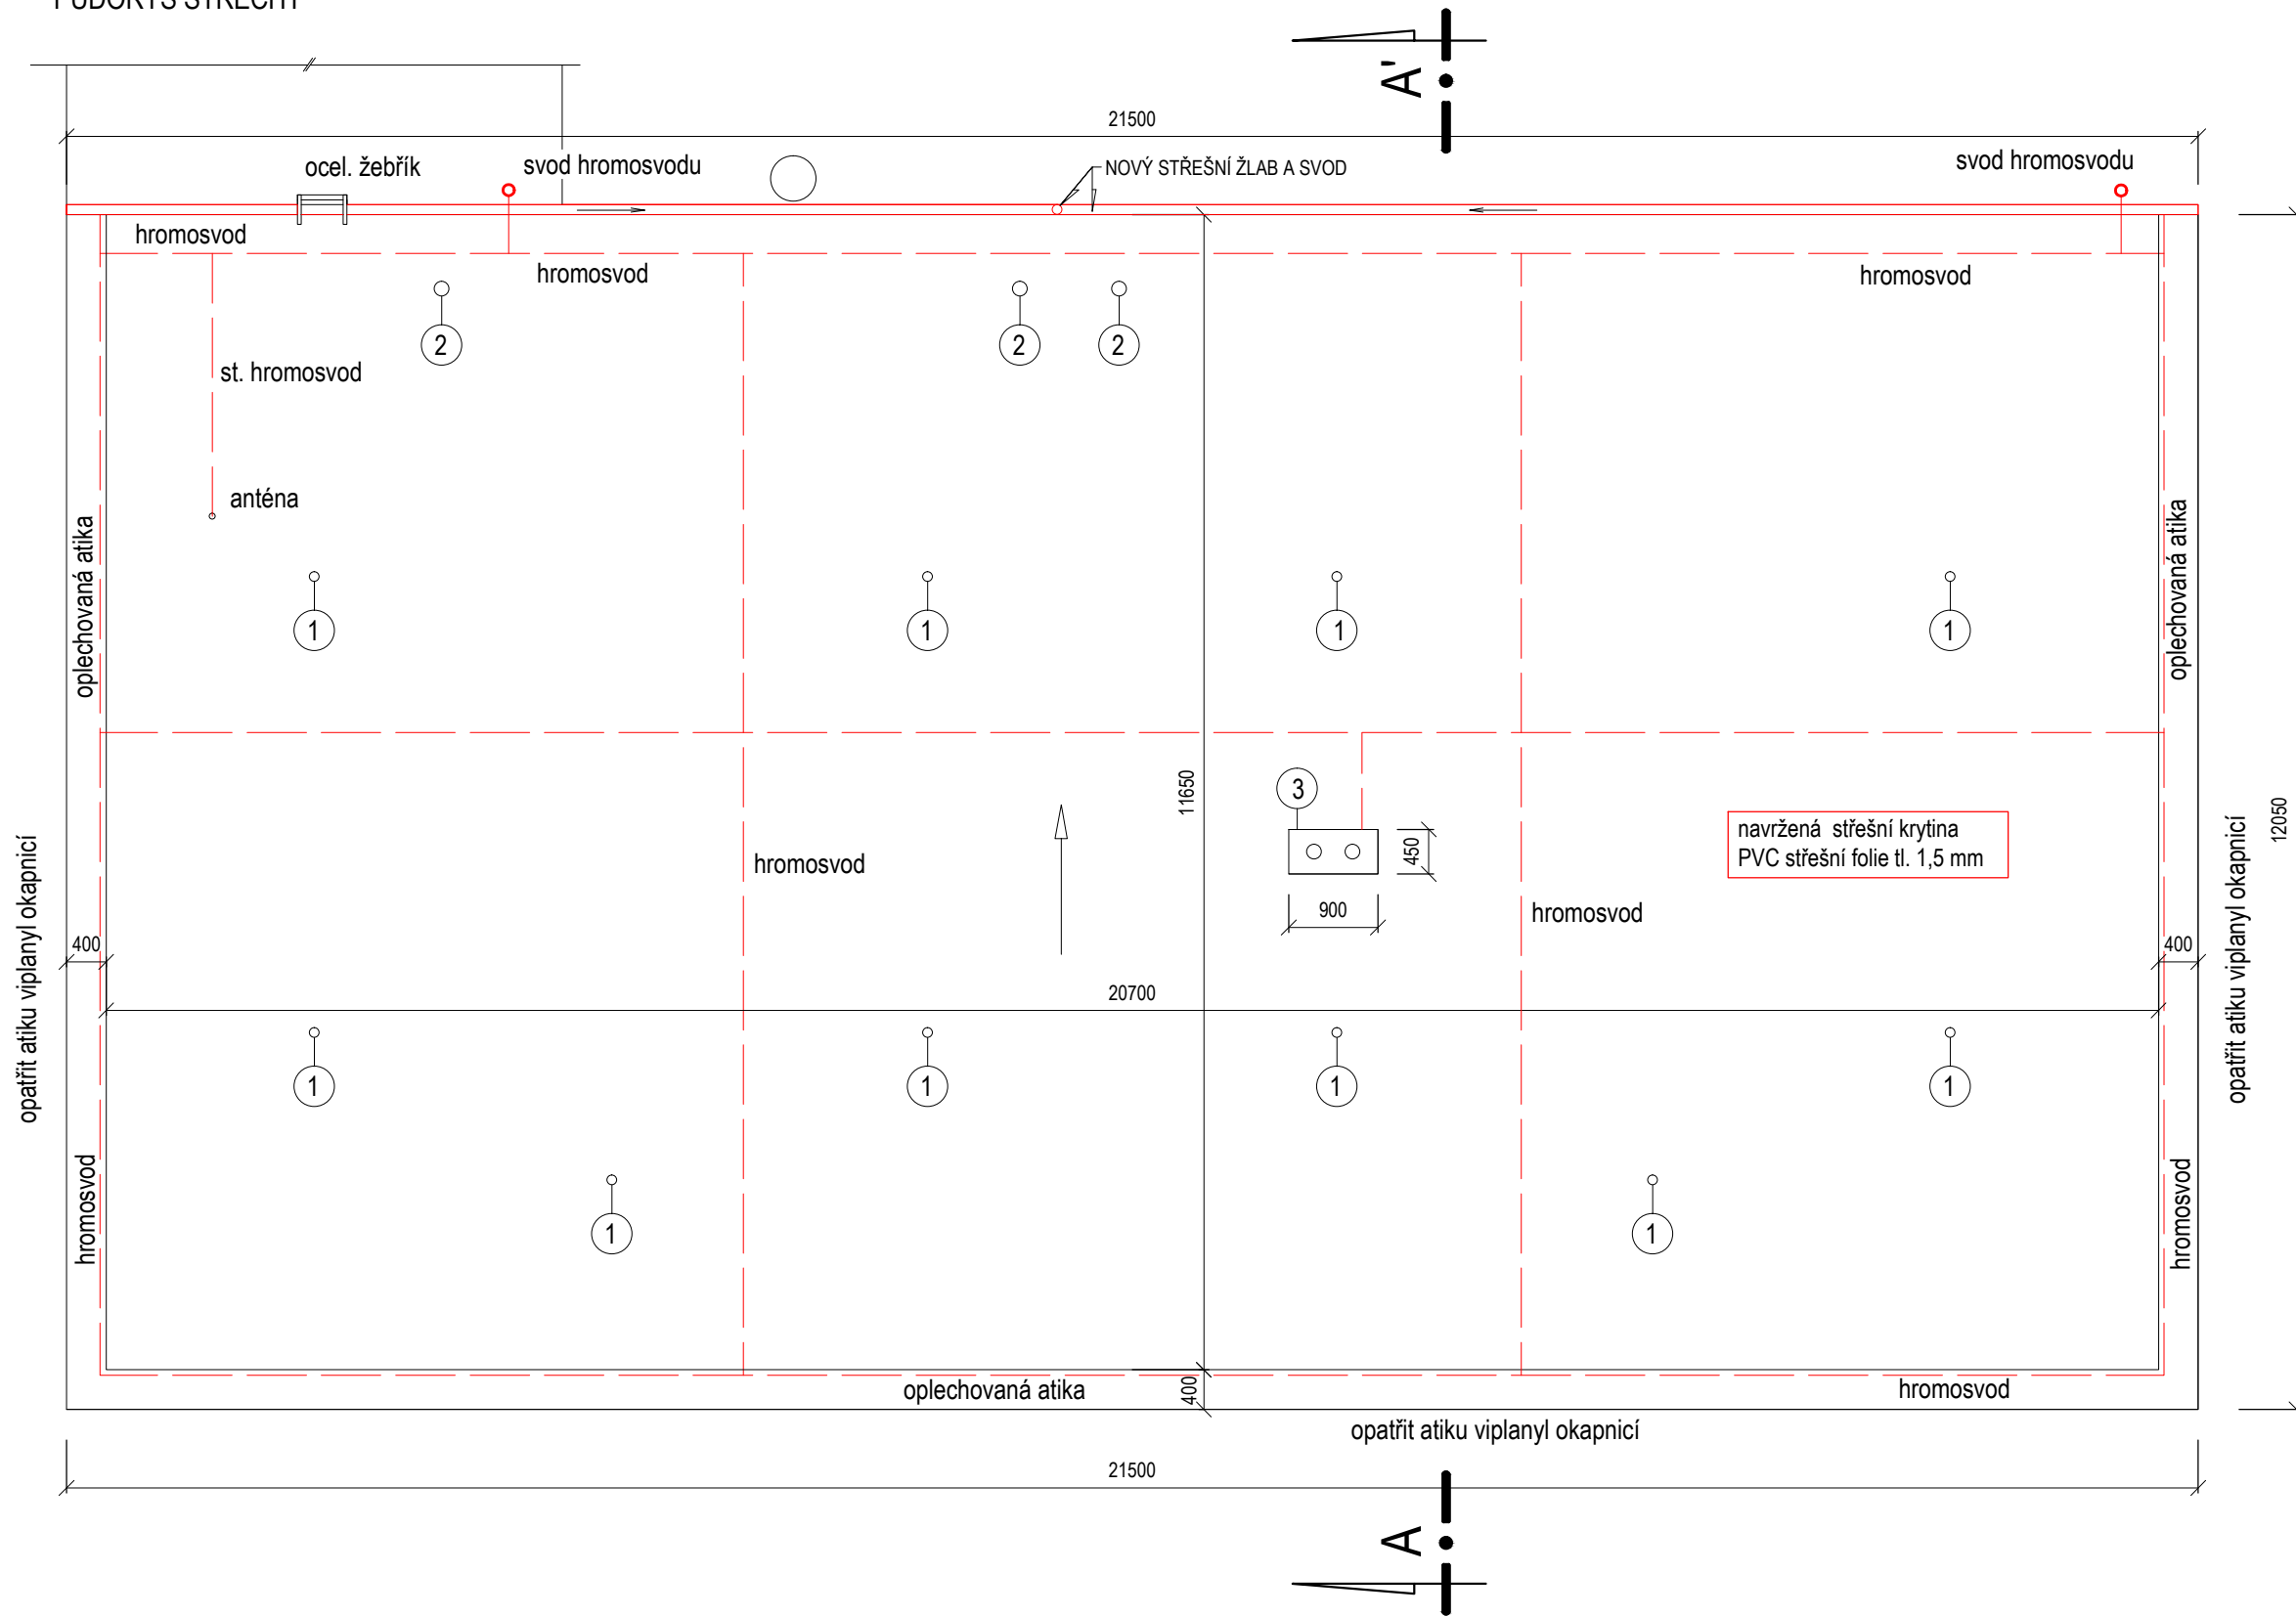 PŮDORYS STŘECHY
A'
21500
ocel. žebřík
svod hromosvodu
NOVÝ STŘEŠNÍ ŽLAB A SVOD
svod hromosvodu
hromosvod
hromosvod
hromosvod
2
2
2
st. hromosvod
anténa
oplechovaná atika
oplechovaná atika
1
1
1
1
11650
3
450
900
navržená střešní krytina
PVC střešní folie tl. 1,5 mm
12050
hromosvod
hromosvod
opatřit atiku viplanyl okapnicí
opatřit atiku viplanyl okapnicí
400
400
20700
1
1
1
1
hromosvod
hromosvod
1
1
oplechovaná atika
400
hromosvod
opatřit atiku viplanyl okapnicí
21500
A